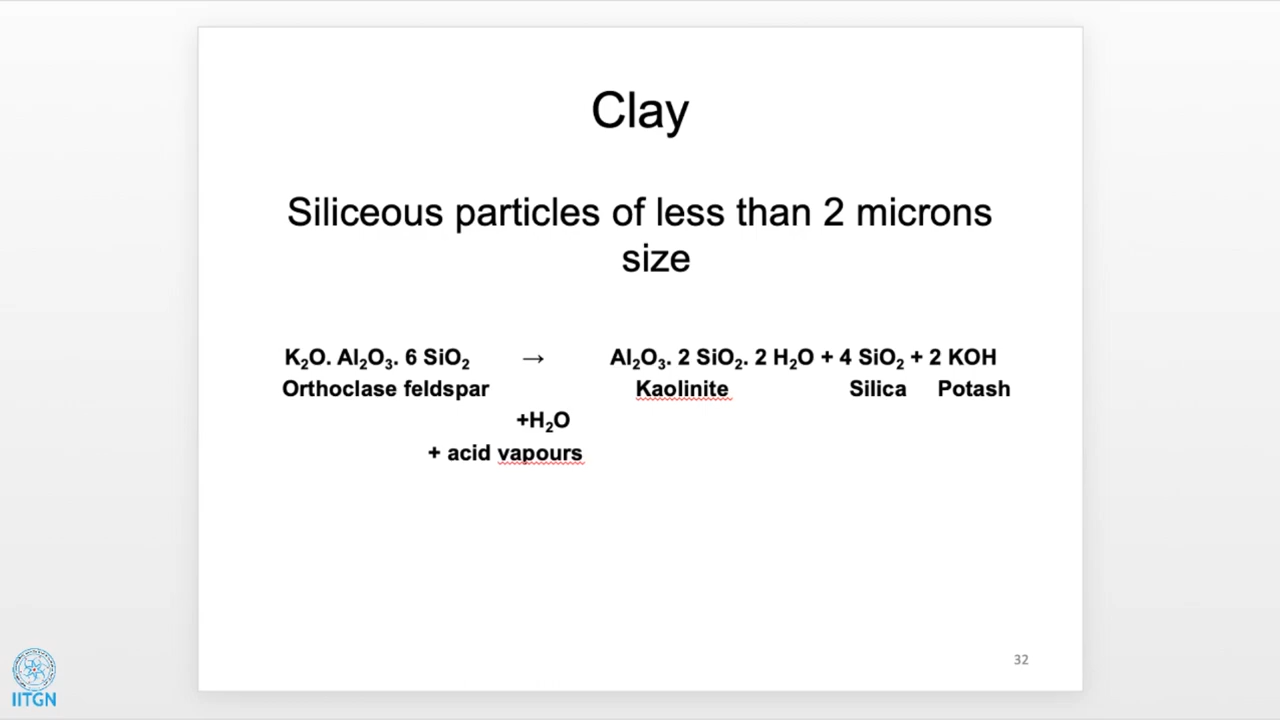 Clay
Siliceous particles of less than 2 microns
size
K₂O. Al₂O₃. 6 SiO₂ → Al₂O₃. 2 SiO₂. 2 H₂O + 4 SiO₂ + 2 KOH
Orthoclase feldspar Kaolinite Silica Potash
+H₂O
+ acid vapours
32
IITGN